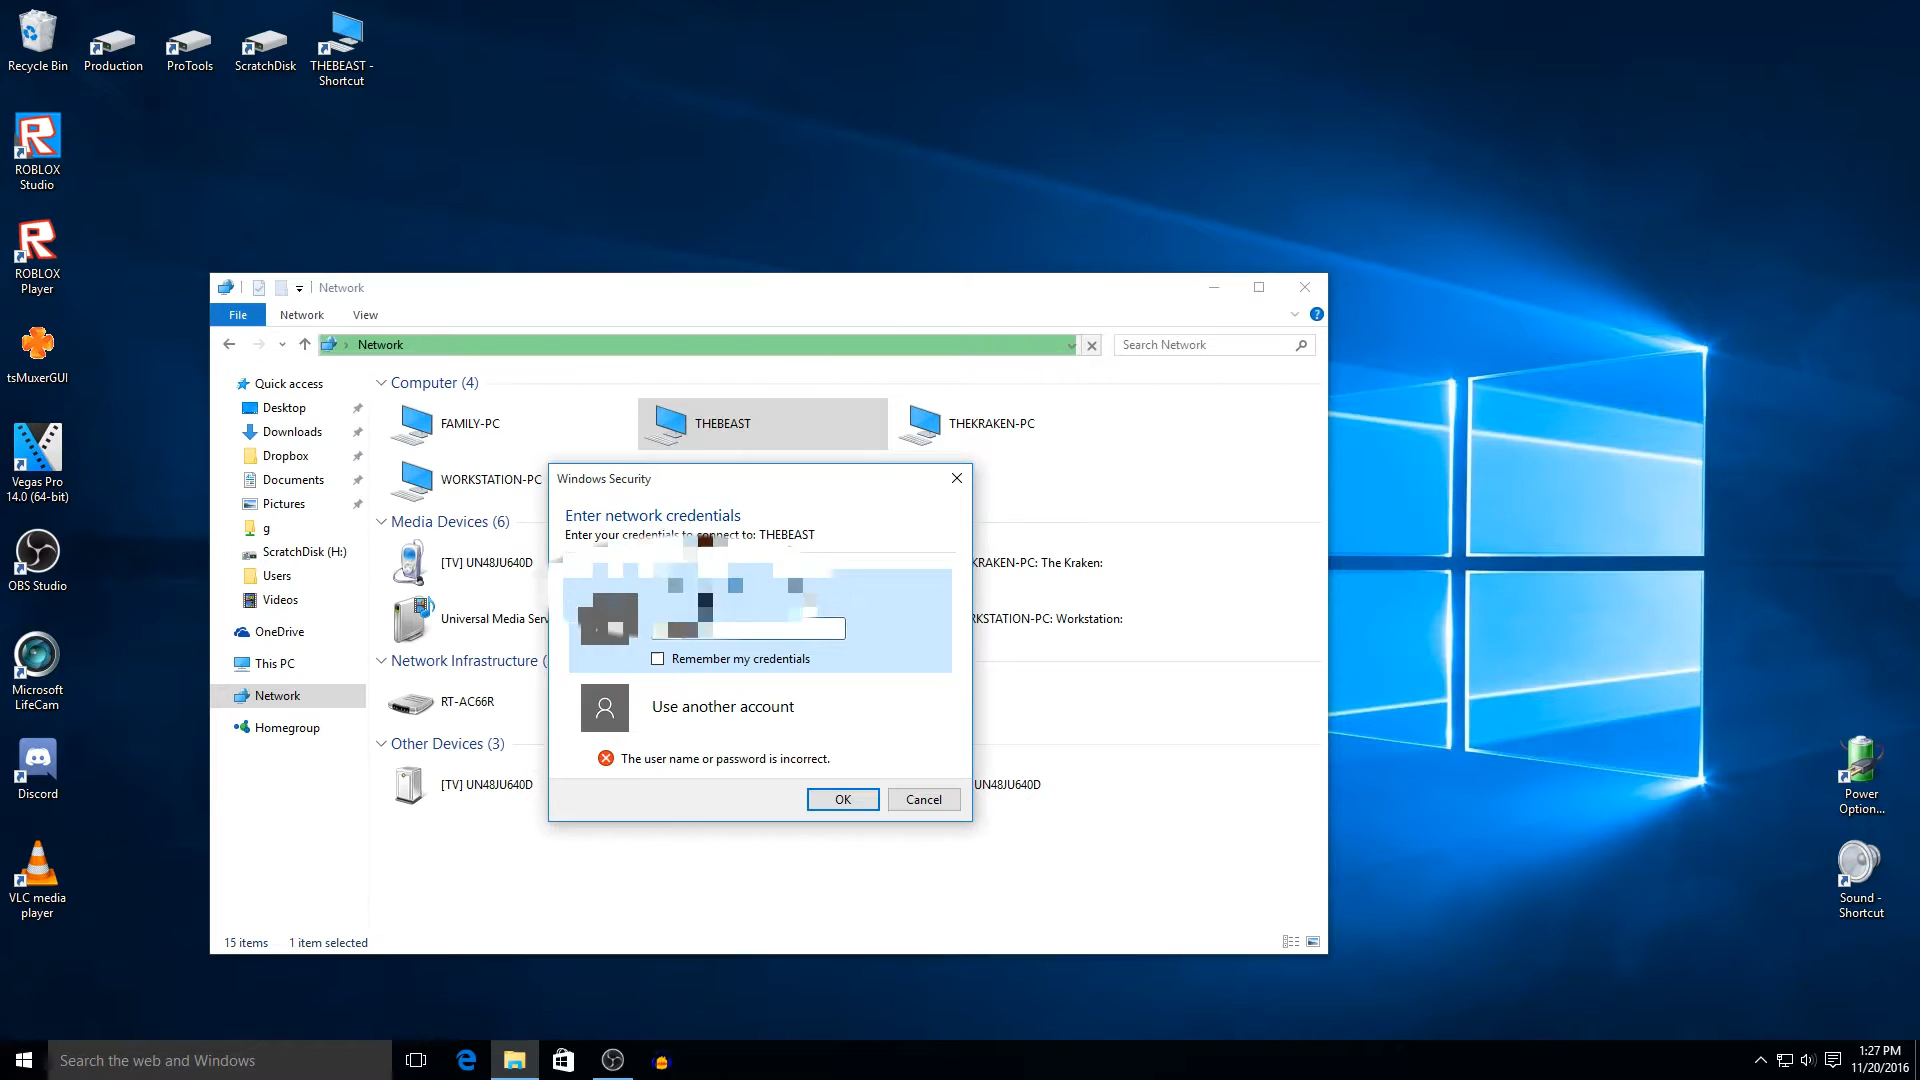 Recycle Bin
Production
ProTools
ScratchDisk
THEBEAST -
Shortcut
ROBLOX
Studio
ROBLOX
Player
tsMuxerGUI
Vegas Pro
14.0 (64-bit)
OBS Studio
Microsoft
LifeCam
Discord
VLC media
player
Network
File
Network
View
Network
Search Network
Quick access
Desktop
Downloads
Dropbox
Documents
Pictures
g
ScratchDisk (H:)
Users
Videos
OneDrive
This PC
Network
Homegroup
Computer (4)
FAMILY-PC
THEBEAST
THEKRAKEN-PC
WORKSTATION-PC
Media Devices (6)
[TV] UN48JU640D
KRAKEN-PC: The Kraken:
Universal Media Serv
RKSTATION-PC: Workstation:
Network Infrastructure (
RT-AC66R
Other Devices (3)
[TV] UN48JU640D
UN48JU640D
Windows Security
Enter network credentials
Enter your credentials to connect to: THEBEAST
Remember my credentials
Use another account
The user name or password is incorrect.
OK
Cancel
15 items
1 item selected
Power
Option...
Sound -
Shortcut
Search the web and Windows
1:27 PM
11/20/2016